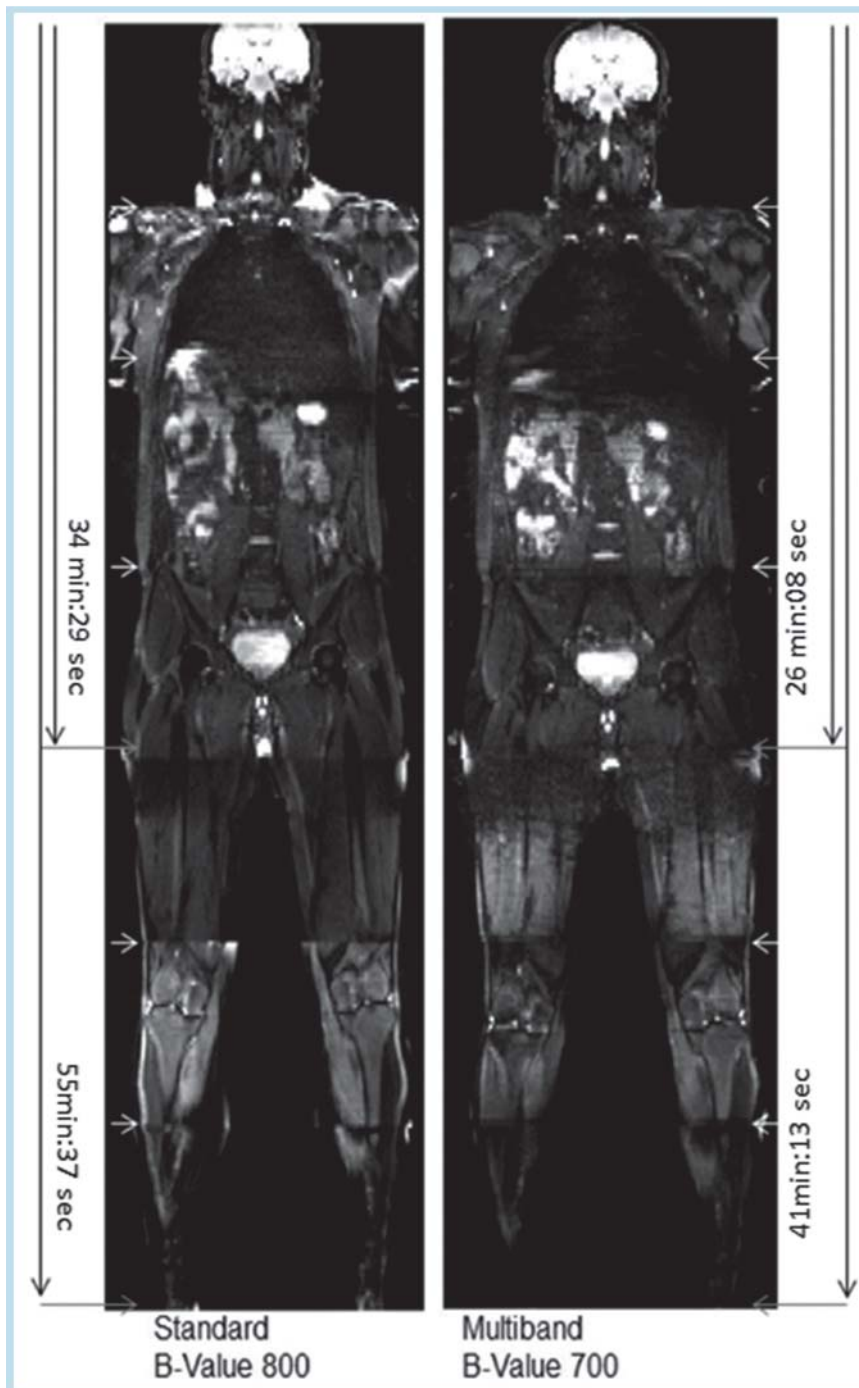 34 min:29 sec
55min:37 sec
26 min:08 sec
41min:13 sec
Standard
B-Value 800
Multiband
B-Value 700